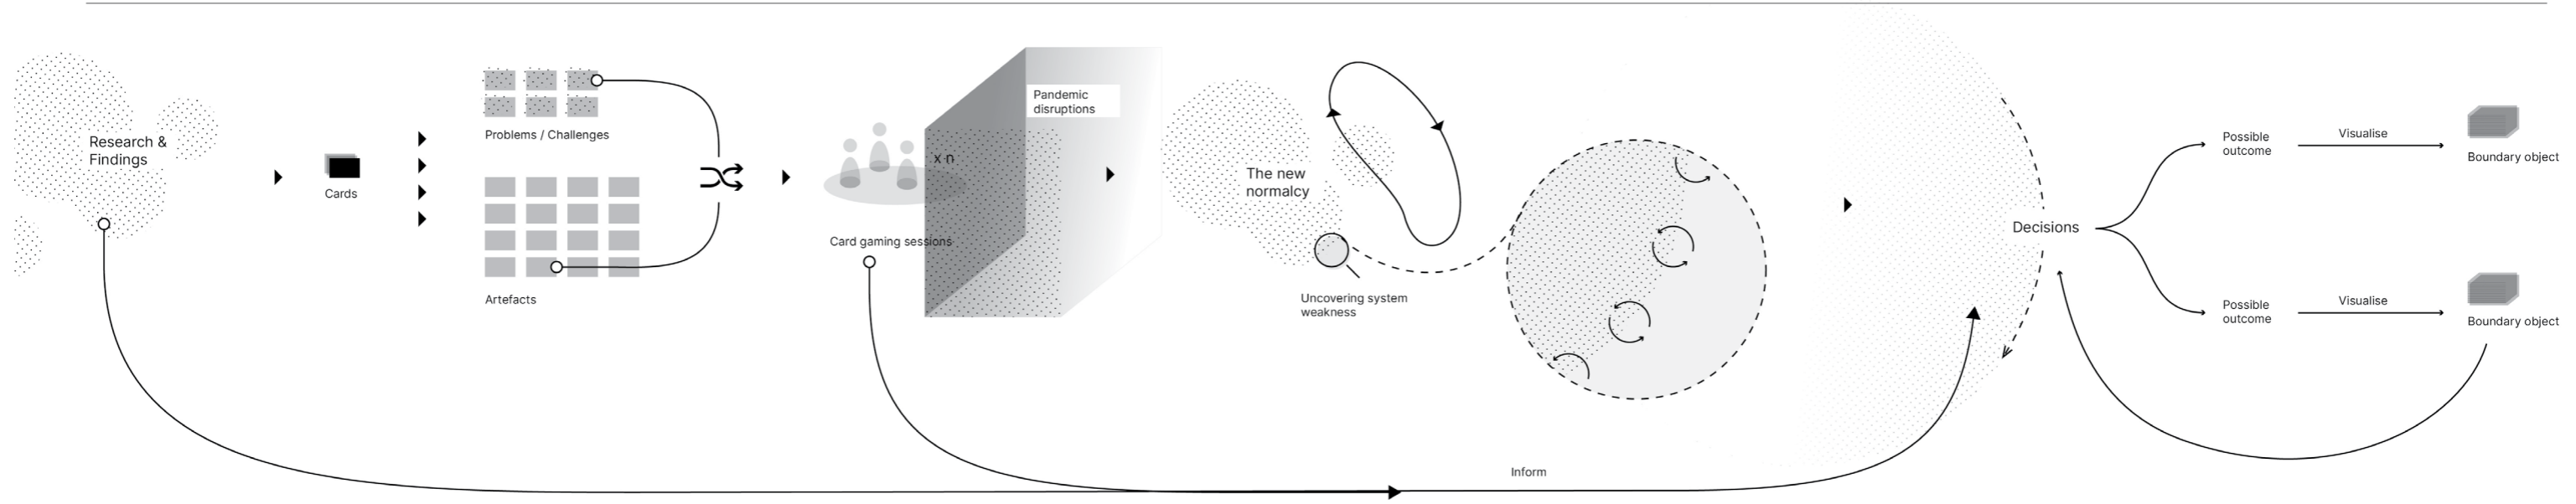 Research &
Findings
Cards
Problems / Challenges
Artefacts
x n
Card gaming sessions
Pandemic
disruptions
The new
normalcy
Uncovering system
weakness
Inform
Decisions
Possible
outcome
Visualise
Boundary object
Possible
outcome
Visualise
Boundary object